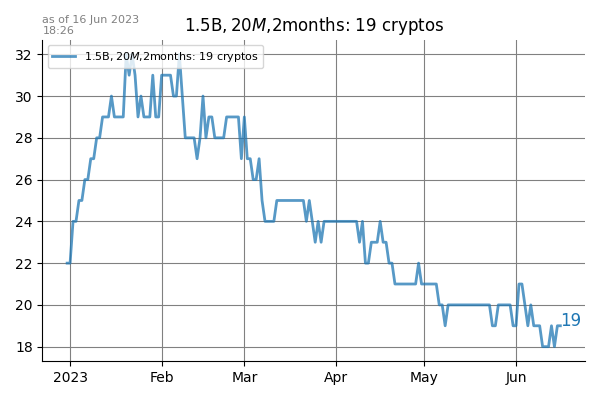 as of 16 Jun 2023
18:26
1.5B, 20M,2months: 19 cryptos
1.5B, 20M,2months: 19 cryptos
32
30
28
26
24
22
20
18
19
2023 Feb Mar Apr May Jun